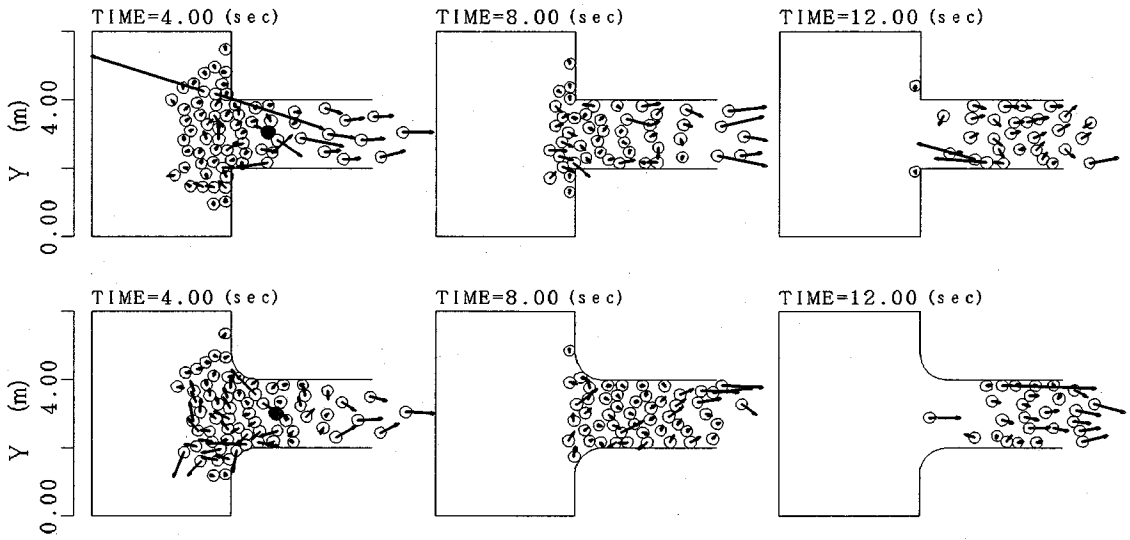 TIME=4.00 (sec) TIME=8.00 (sec) TIME=12.00 (sec)
Y (m)
4.00
0.00
TIME=4.00 (sec) TIME=8.00 (sec) TIME=12.00 (sec)
Y (m)
4.00
0.00